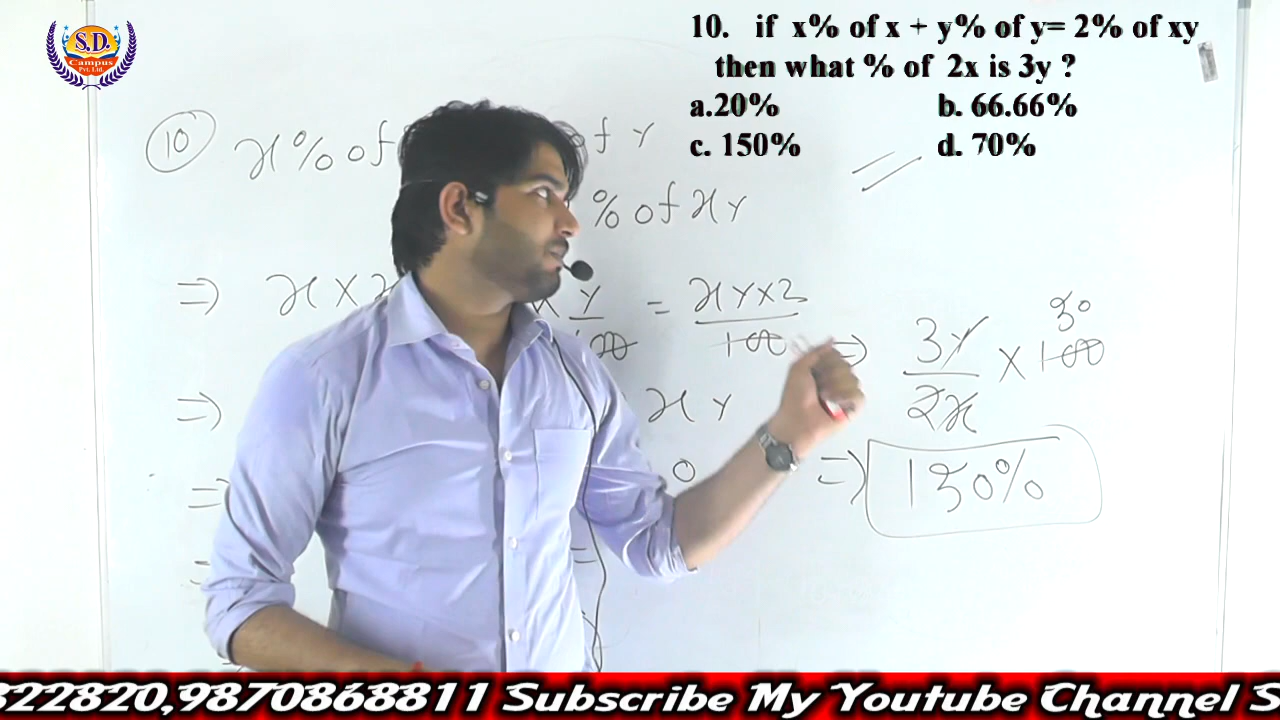 S.D.
Campus
Pvt. Ltd.
10. if x% of x + y% of y= 2% of xy
then what % of 2x is 3y ?
a.20% b. 66.66%
c. 150% d. 70%
10 x% of of y
% of xy
⇒ x × × y = xy×2
100 100
⇒ xy
⇒ 0
⇒ 3y × 100
2x
50
⇒ 150%
322820,9870868811 Subscribe My Youtube Channel S